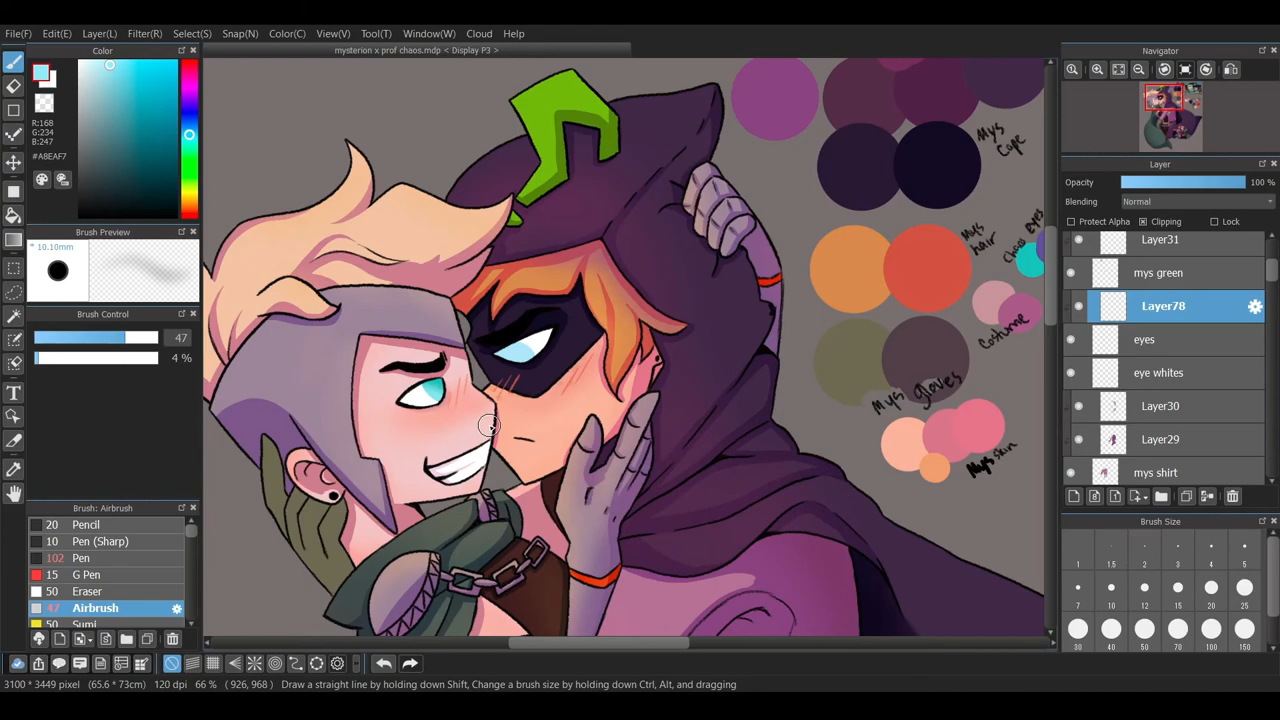 File(F) Edit(E) Layer(L) Filter(R) Select(S) Snap(N) Color(C) View(V) Tool(T) Window(W) Cloud Help
Color
mysterion x prof chaos.mdp < Display P3 >
Navigator
R:168
G:234
B:247
#A8EAF7
Brush Preview
10.10mm
Brush Control
47
4 %
Brush: Airbrush
20 Pencil
10 Pen (Sharp)
102 Pen
15 G Pen
50 Eraser
47 Airbrush
50 Sumi
Mys
Cape
Mys
hair
Chaos eyes
Costume
Mys gloves
Mys skin
Layer
Opacity 100 %
Blending Normal
Protect Alpha Clipping Lock
Layer31
mys green
Layer78
eyes
eye whites
Layer30
Layer29
mys shirt
Brush Size
1 1.5 2 3 4 5
7 10 12 15 20 25
30 40 50 70 100 150
3100 * 3449 pixel (65.6 * 73cm) 120 dpi 66 % ( 926, 968 ) Draw a straight line by holding down Shift, Change a brush size by holding down Ctrl, Alt, and dragging